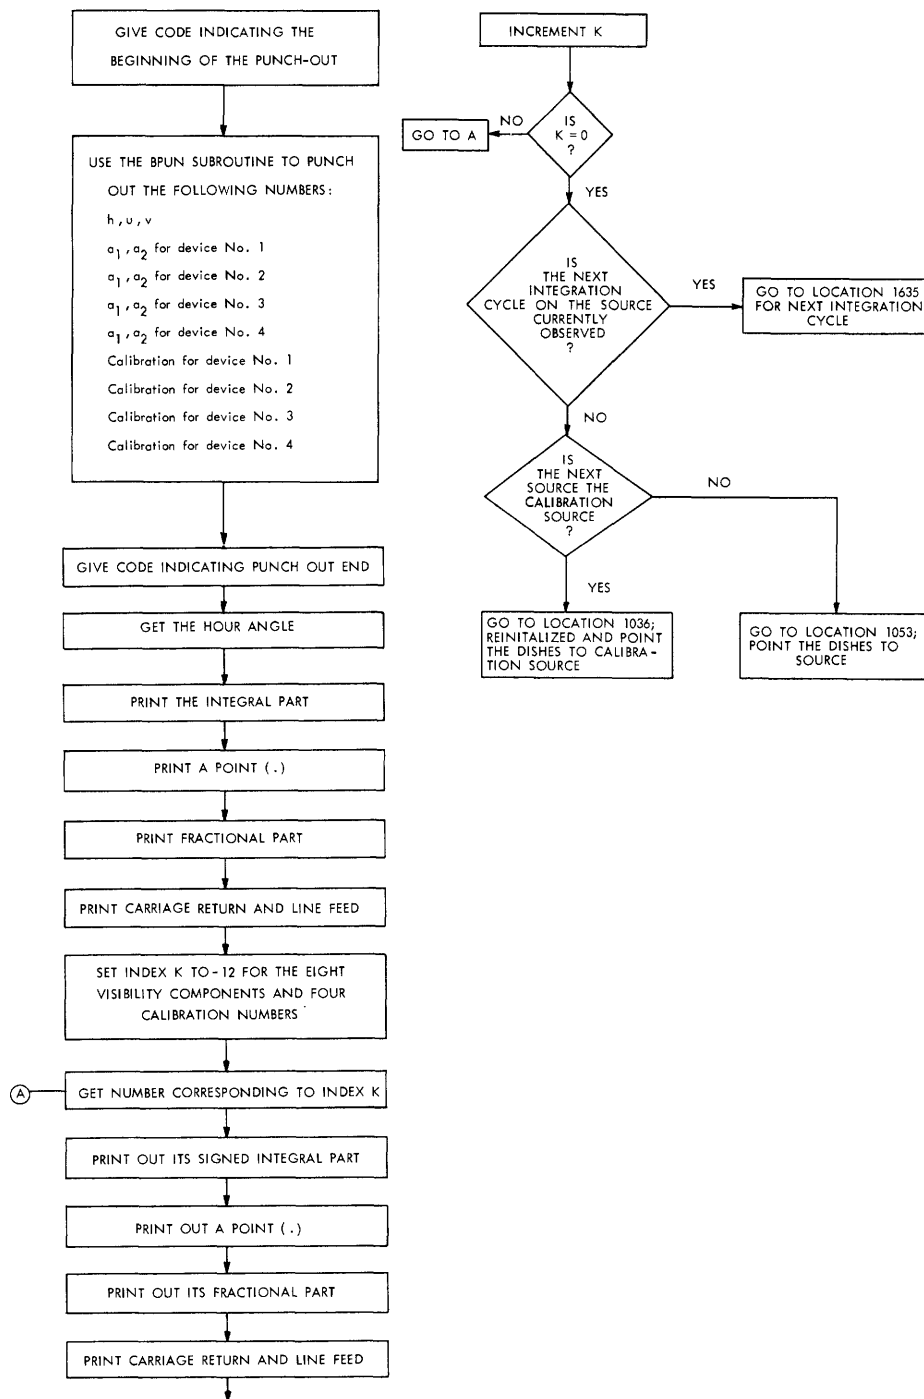 GIVE CODE INDICATING THE
BEGINNING OF THE PUNCH-OUT
USE THE BPUN SUBROUTINE TO PUNCH
OUT THE FOLLOWING NUMBERS:
h, u, v
a1, a2 for device No. 1
a1, a2 for device No. 2
a1, a2 for device No. 3
a1, a2 for device No. 4
Calibration for device No. 1
Calibration for device No. 2
Calibration for device No. 3
Calibration for device No. 4
GIVE CODE INDICATING PUNCH OUT END
GET THE HOUR ANGLE
PRINT THE INTEGRAL PART
PRINT A POINT (.)
PRINT FRACTIONAL PART
PRINT CARRIAGE RETURN AND LINE FEED
SET INDEX K TO-12 FOR THE EIGHT
VISIBILITY COMPONENTS AND FOUR
CALIBRATION NUMBERS
A
GET NUMBER CORRESPONDING TO INDEX K
PRINT OUT ITS SIGNED INTEGRAL PART
PRINT OUT A POINT (.)
PRINT OUT ITS FRACTIONAL PART
PRINT CARRIAGE RETURN AND LINE FEED
INCREMENT K
IS
K=0
?
NO
GO TO A
YES
IS
THE NEXT
INTEGRATION
CYCLE ON THE SOURCE
CURRENTLY
OBSERVED
?
YES
GO TO LOCATION 1635
FOR NEXT INTEGRATION
CYCLE
NO
IS
THE NEXT
SOURCE THE
CALIBRATION
SOURCE
?
NO
YES
GO TO LOCATION 1036;
REINITALIZED AND POINT
THE DISHES TO CALIBRA-
TION SOURCE
GO TO LOCATION 1053;
POINT THE DISHES TO
SOURCE